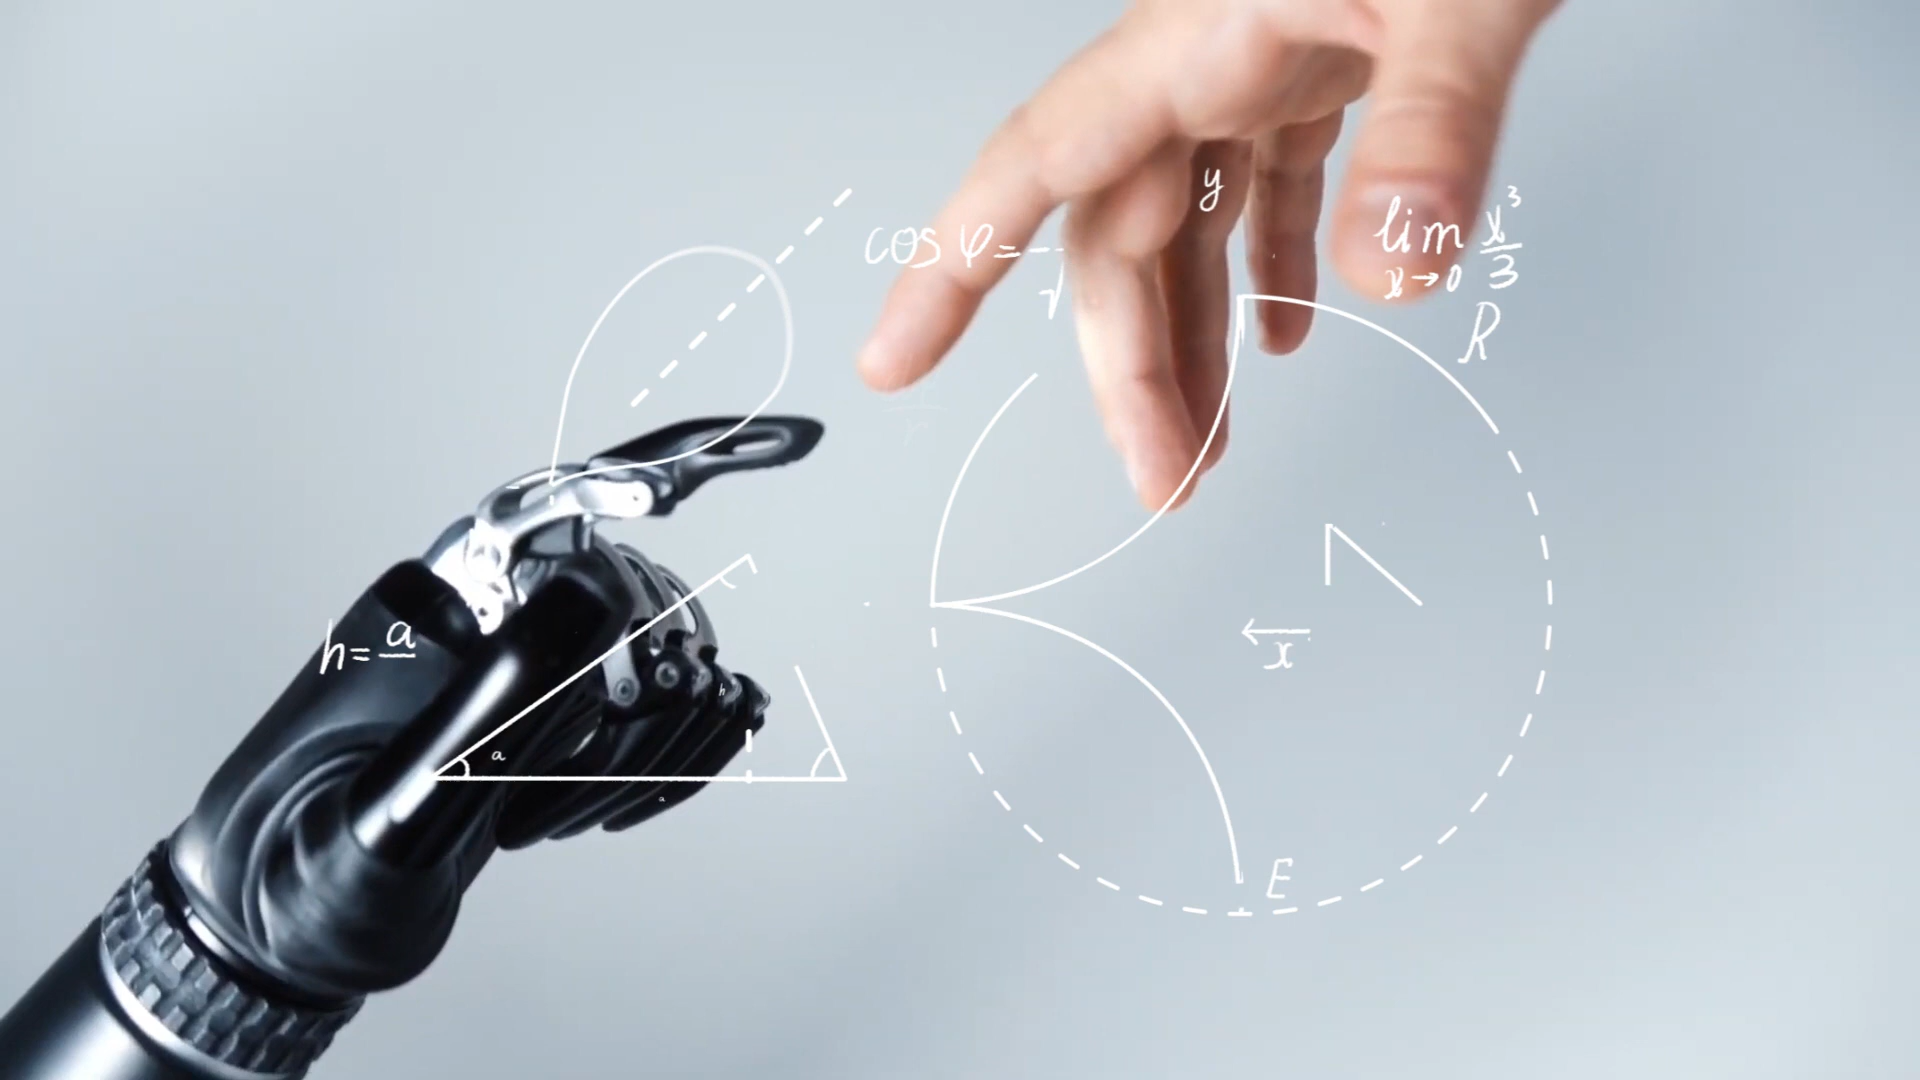 y
cos φ = —
lim x³/3
x→0
R
h = a
h
a
a
x
E